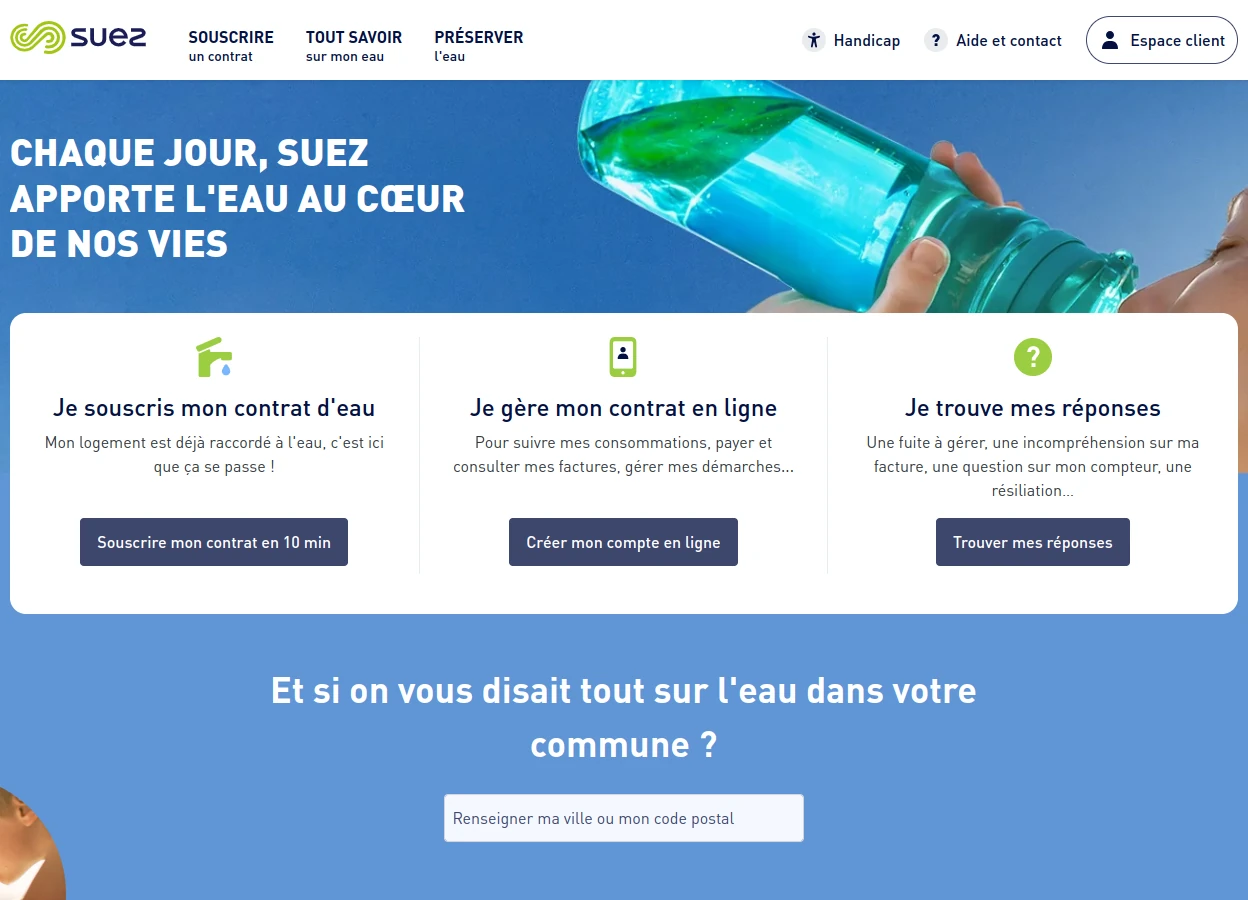 suez
SOUSCRIRE
un contrat
TOUT SAVOIR
sur mon eau
PRÉSERVER
l'eau
Handicap
? Aide et contact
Espace client
CHAQUE JOUR, SUEZ
APPORTE L'EAU AU CŒUR
DE NOS VIES
Je souscris mon contrat d'eau
Mon logement est déjà raccordé à l'eau, c'est ici
que ça se passe !
Souscrire mon contrat en 10 min
Je gère mon contrat en ligne
Pour suivre mes consommations, payer et
consulter mes factures, gérer mes démarches...
Créer mon compte en ligne
?
Je trouve mes réponses
Une fuite à gérer, une incompréhension sur ma
facture, une question sur mon compteur, une
résiliation...
Trouver mes réponses
Et si on vous disait tout sur l'eau dans votre
commune ?
Renseigner ma ville ou mon code postal